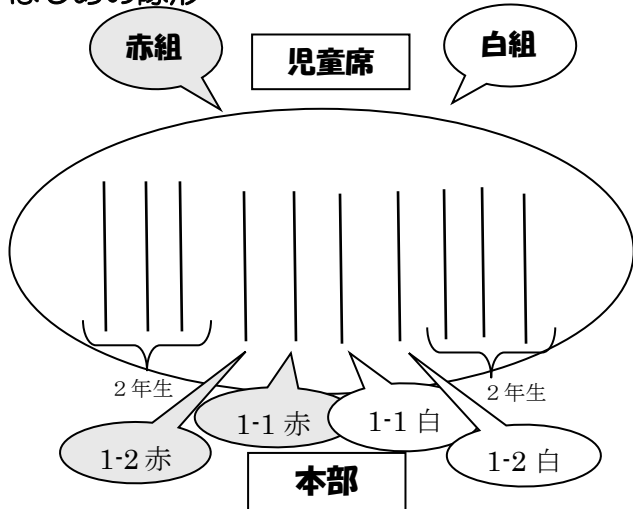 はじめの隊形
赤組
児童席
白組
2年生
2年生
1-1 赤
1-1 白
1-2 赤
1-2 白
本部